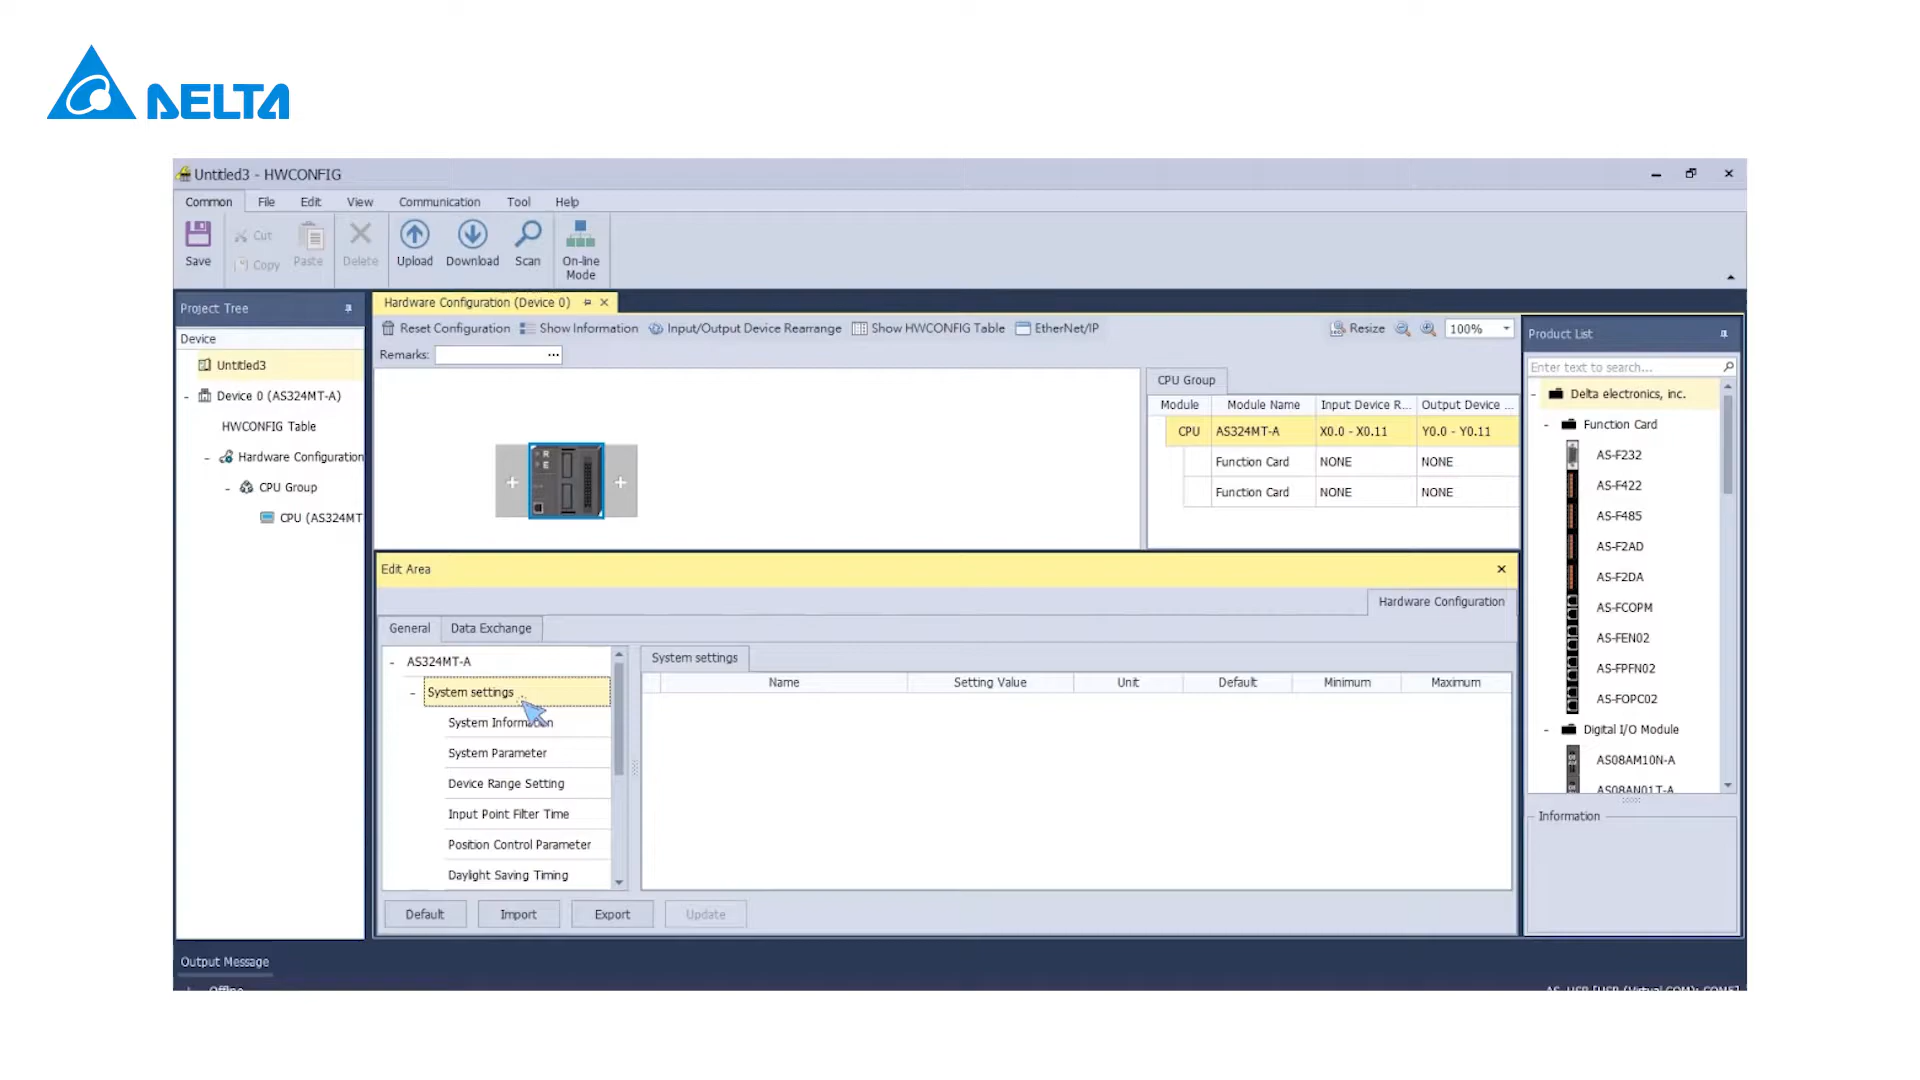 DELTA
Untitled3 - HWCONFIG
Common File Edit View Communication Tool Help
Save Cut Copy Paste Delete Upload Download Scan On-line Mode
Project Tree
Device
Untitled3
Device 0 (AS324MT-A)
HWCONFIG Table
Hardware Configuration
CPU Group
CPU (AS324MT
Hardware Configuration (Device 0)
Reset Configuration Show Information Input/Output Device Rearrange Show HWCONFIG Table EtherNet/IP Resize 100%
Remarks: ...
R
E
CPU Group
Module Module Name Input Device R... Output Device ...
CPU AS324MT-A X0.0 - X0.11 Y0.0 - Y0.11
Function Card NONE NONE
Function Card NONE NONE
Edit Area
Hardware Configuration
General Data Exchange
AS324MT-A
System settings
System Information
System Parameter
Device Range Setting
Input Point Filter Time
Position Control Parameter
Daylight Saving Timing
System settings
Name Setting Value Unit Default Minimum Maximum
Default Import Export Update
Product List
Enter text to search...
Delta electronics, inc.
Function Card
AS-F232
AS-F422
AS-F485
AS-F2AD
AS-F2DA
AS-FCOPM
AS-FEN02
AS-FPFN02
AS-FOPC02
Digital I/O Module
AS08AM10N-A
AS08AN01T-A
Information
Output Message
Offline